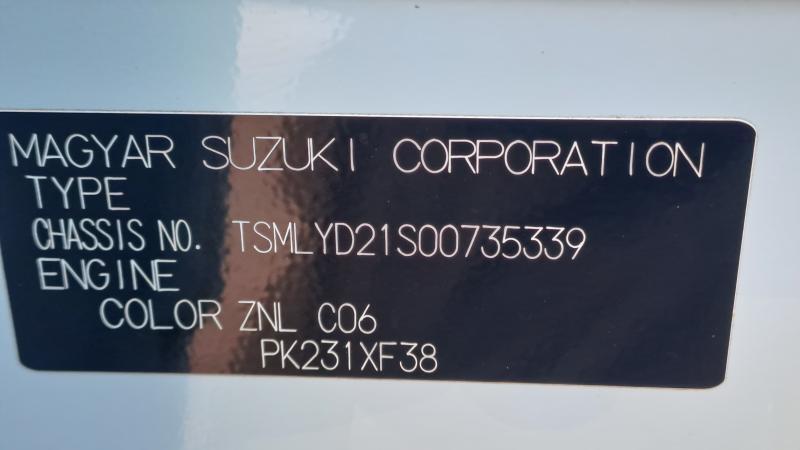 MAGYAR SUZUKI CORPORATION
TYPE
CHASSIS NO. TSMLYD21S00735339
ENGINE
COLOR ZNL C06
PK231XF38